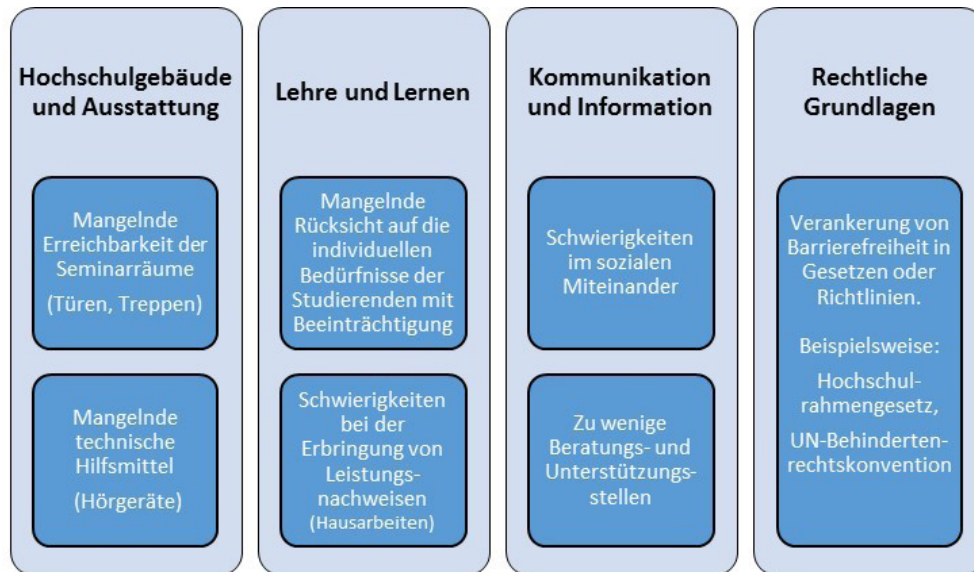 Hochschulgebäude
und Ausstattung
Mangelnde
Erreichbarkeit der
Seminarräume
(Türen, Treppen)
Mangelnde
technische
Hilfsmittel
(Hörgeräte)
Lehre und Lernen
Mangelnde
Rücksicht auf die
individuellen
Bedürfnisse der
Studierenden mit
Beeinträchtigung
Schwierigkeiten
bei der
Erbringung von
Leistungs-
nachweisen
(Hausarbeiten)
Kommunikation
und Information
Schwierigkeiten
im sozialen
Miteinander
Zu wenige
Beratungs- und
Unterstützungs-
stellen
Rechtliche
Grundlagen
Verankerung von
Barrierefreiheit in
Gesetzen oder
Richtlinien.
Beispielsweise:
Hochschul-
rahmengesetz,
UN-Behinderten-
rechtskonvention